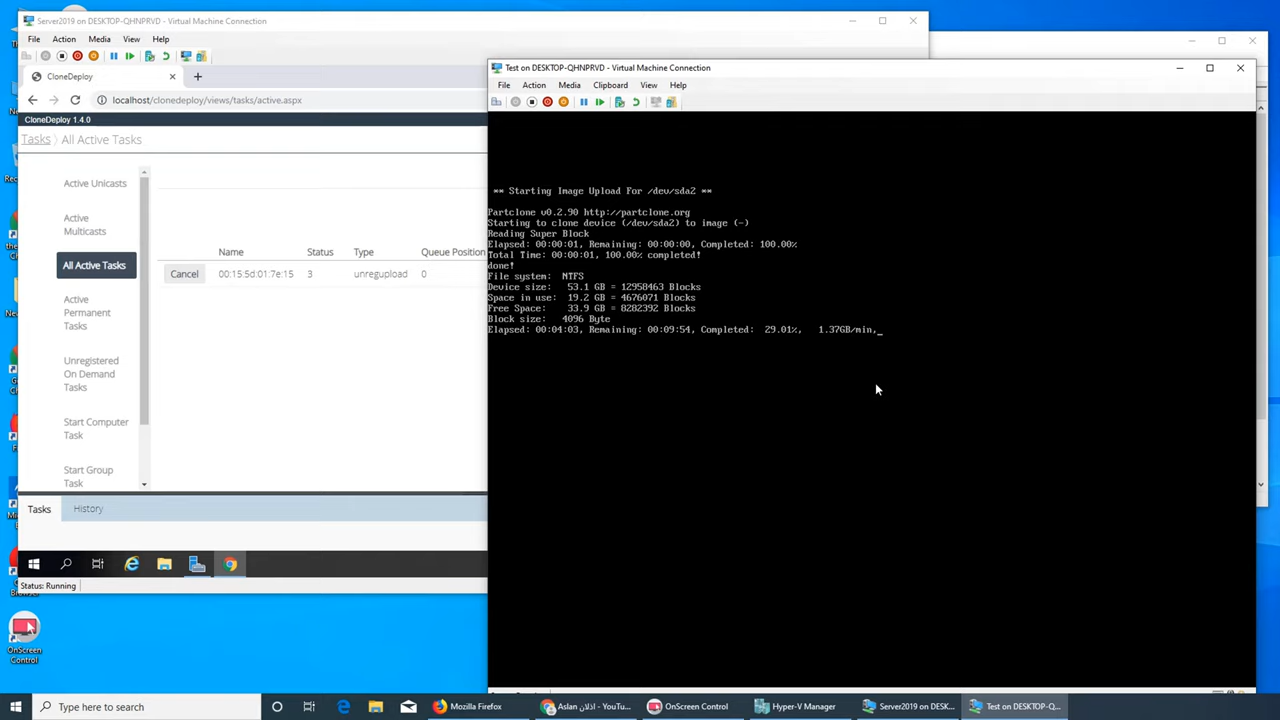 Server2019 on DESKTOP-QHNPRVD - Virtual Machine Connection
File Action Media View Help
CloneDeploy
localhost/clonedeploy/views/tasks/active.aspx
CloneDeploy 1.4.0
Tasks 〉 All Active Tasks
Active Unicasts
Active
Multicasts
All Active Tasks
Active
Permanent
Tasks
Unregistered
On Demand
Tasks
Start Computer
Task
Start Group
Task
Name Status Type Queue Position
Cancel 00:15:5d:01:7e:15 3 unregupload 0
Tasks History
Status: Running
Test on DESKTOP-QHNPRVD - Virtual Machine Connection
File Action Media Clipboard View Help
** Starting Image Upload For /dev/sda2 **
Partclone v0.2.90 http://partclone.org
Starting to clone device (/dev/sda2) to image (-)
Reading Super Block
Elapsed: 00:00:01, Remaining: 00:00:00, Completed: 100.00%
Total Time: 00:00:01, 100.00% completed!
done!
File system: NTFS
Device size: 53.1 GB = 12958463 Blocks
Space in use: 19.2 GB = 4676071 Blocks
Free Space: 33.9 GB = 8282392 Blocks
Block size: 4096 Byte
Elapsed: 00:04:03, Remaining: 00:09:54, Completed: 29.01%, 1.37GB/min,_
OnScreen
Control
Type here to search
Mozilla Firefox
Aslan - اذلان - YouTu...
OnScreen Control
Hyper-V Manager
Server2019 on DESK...
Test on DESKTOP-Q...